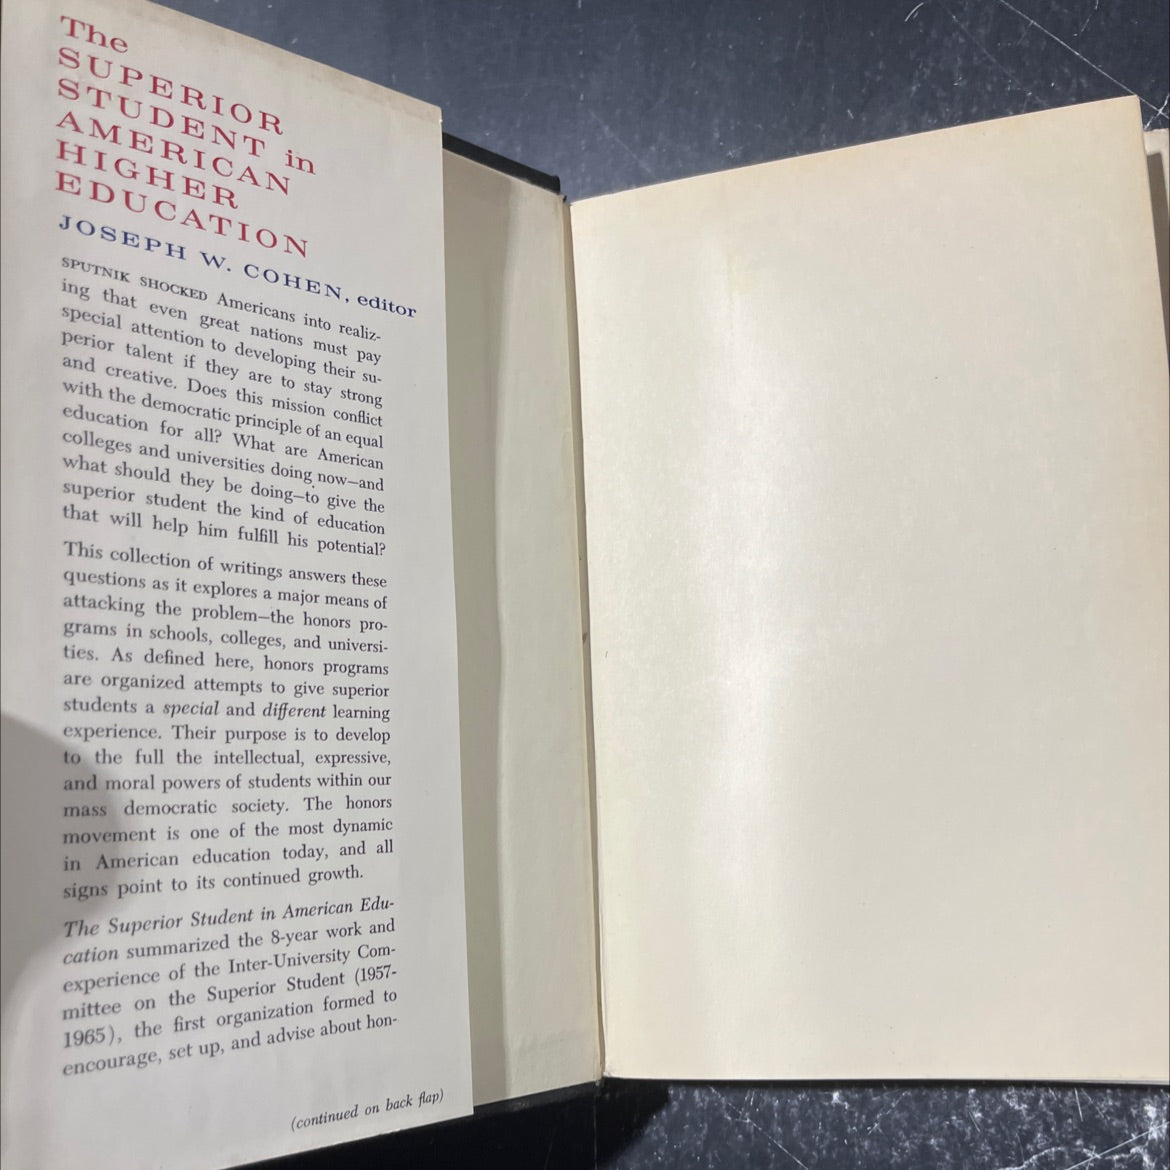 The
SUPERIOR
STUDENT in
AMERICAN
HIGHER
EDUCATION
JOSEPH W. COHEN, editor
SPUTNIK SHOCKED Americans into realiz-
ing that even great nations must pay
special attention to developing their su-
perior talent if they are to stay strong
and creative. Does this mission conflict
with the democratic principle of an equal
education for all? What are American
colleges and universities doing now—and
what should they be doing—to give the
superior student the kind of education
that will help him fulfill his potential?
This collection of writings answers these
questions as it explores a major means of
attacking the problem—the honors pro-
grams in schools, colleges, and universi-
ties. As defined here, honors programs
are organized attempts to give superior
students a special and different learning
experience. Their purpose is to develop
to the full the intellectual, expressive,
and moral powers of students within our
mass democratic society. The honors
movement is one of the most dynamic
in American education today, and all
signs point to its continued growth.
The Superior Student in American Edu-
cation summarized the 8-year work and
experience of the Inter-University Com-
mittee on the Superior Student (1957-
1965), the first organization formed to
encourage, set up, and advise about hon-
(continued on back flap)